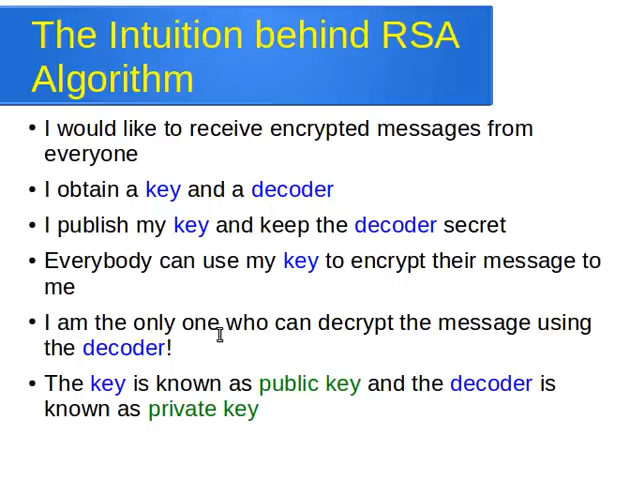 The Intuition behind RSA
Algorithm
• I would like to receive encrypted messages from
everyone
• I obtain a key and a decoder
• I publish my key and keep the decoder secret
• Everybody can use my key to encrypt their message to
me
• I am the only one who can decrypt the message using
the decoder!
• The key is known as public key and the decoder is
known as private key